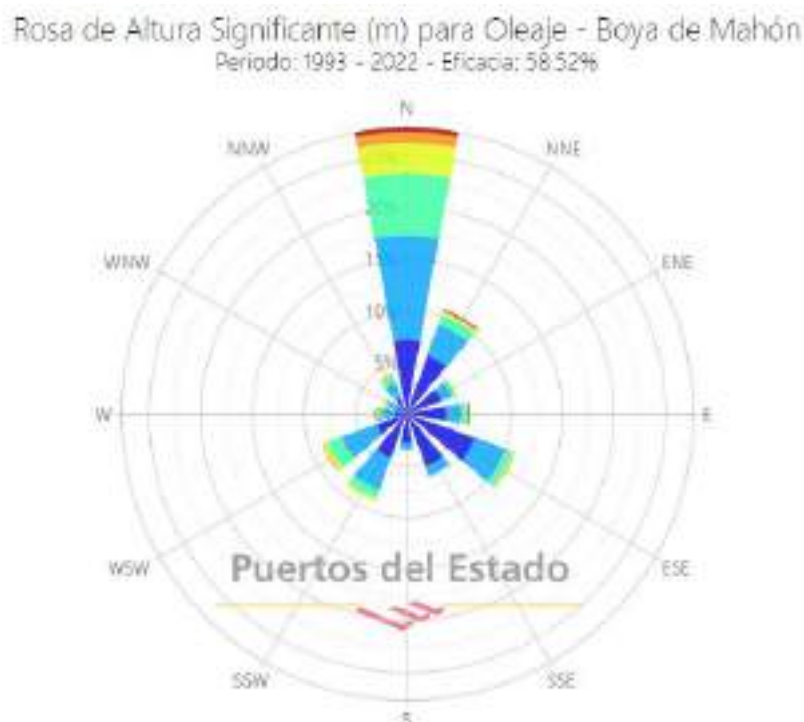 Rosa de Altura Significante (m) para Oleaje - Boya de Mahón
Periodo: 1993 - 2022 - Eficacia: 58.52%
N
NNW
NNE
20%
WNW
ENE
15%
10%
5%
W
E
WSW
Puertos del Estado
ESE
SSW
SSE
S